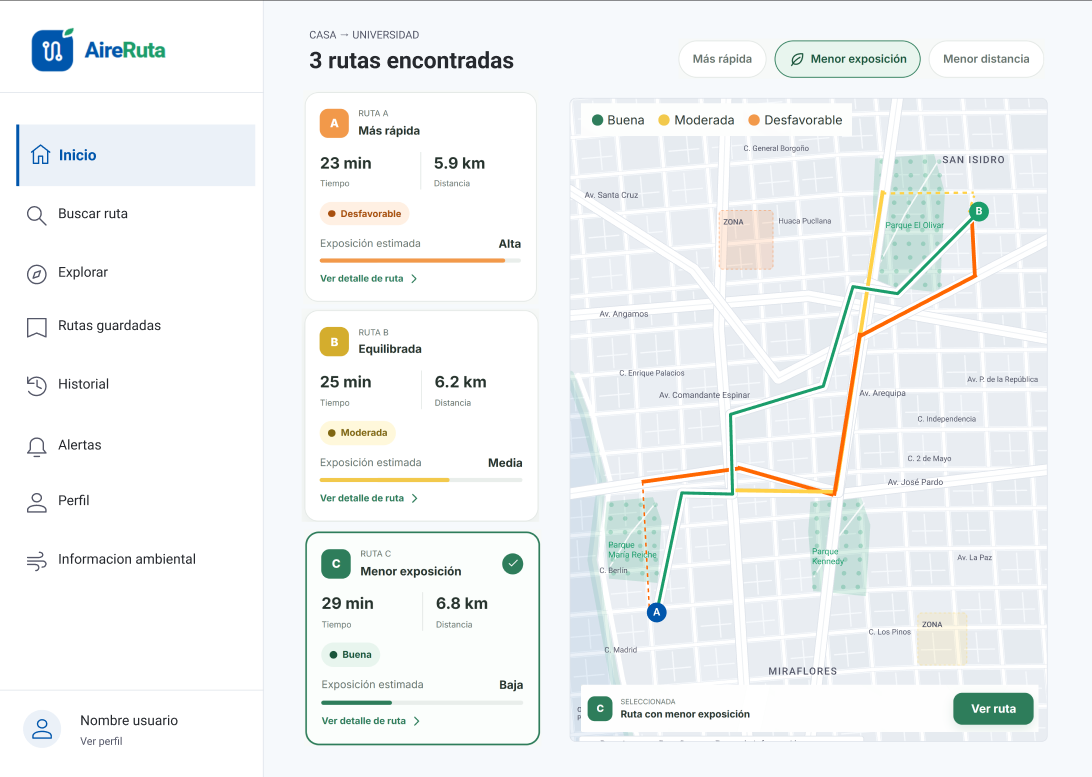 AireRuta
Inicio
Buscar ruta
Explorar
Rutas guardadas
Historial
Alertas
Perfil
Informacion ambiental
Nombre usuario
Ver perfil
CASA → UNIVERSIDAD
3 rutas encontradas
Más rápida
Menor exposición
Menor distancia
A
RUTA A
Más rápida
23 min
5.9 km
Tiempo
Distancia
Desfavorable
Exposición estimada
Alta
Ver detalle de ruta
B
RUTA B
Equilibrada
25 min
6.2 km
Tiempo
Distancia
Moderada
Exposición estimada
Media
Ver detalle de ruta
C
RUTA C
Menor exposición
29 min
6.8 km
Tiempo
Distancia
Buena
Exposición estimada
Baja
Ver detalle de ruta
Buena
Moderada
Desfavorable
C. General Borgoño
SAN ISIDRO
Av. Santa Cruz
B
ZONA
Huaca Pucllana
Parque El Olivar
Av. Angamos
C. Enrique Palacios
Av. P. de la República
Av. Comandante Espinar
Av. Arequipa
C. Independencia
C. 2 de Mayo
Av. José Pardo
Parque
María Reiche
Parque
Kennedy
Av. La Paz
C. Berlín
A
ZONA
C. Los Pinos
C. Madrid
MIRAFLORES
C
SELECCIONADA
Ruta con menor exposición
Ver ruta